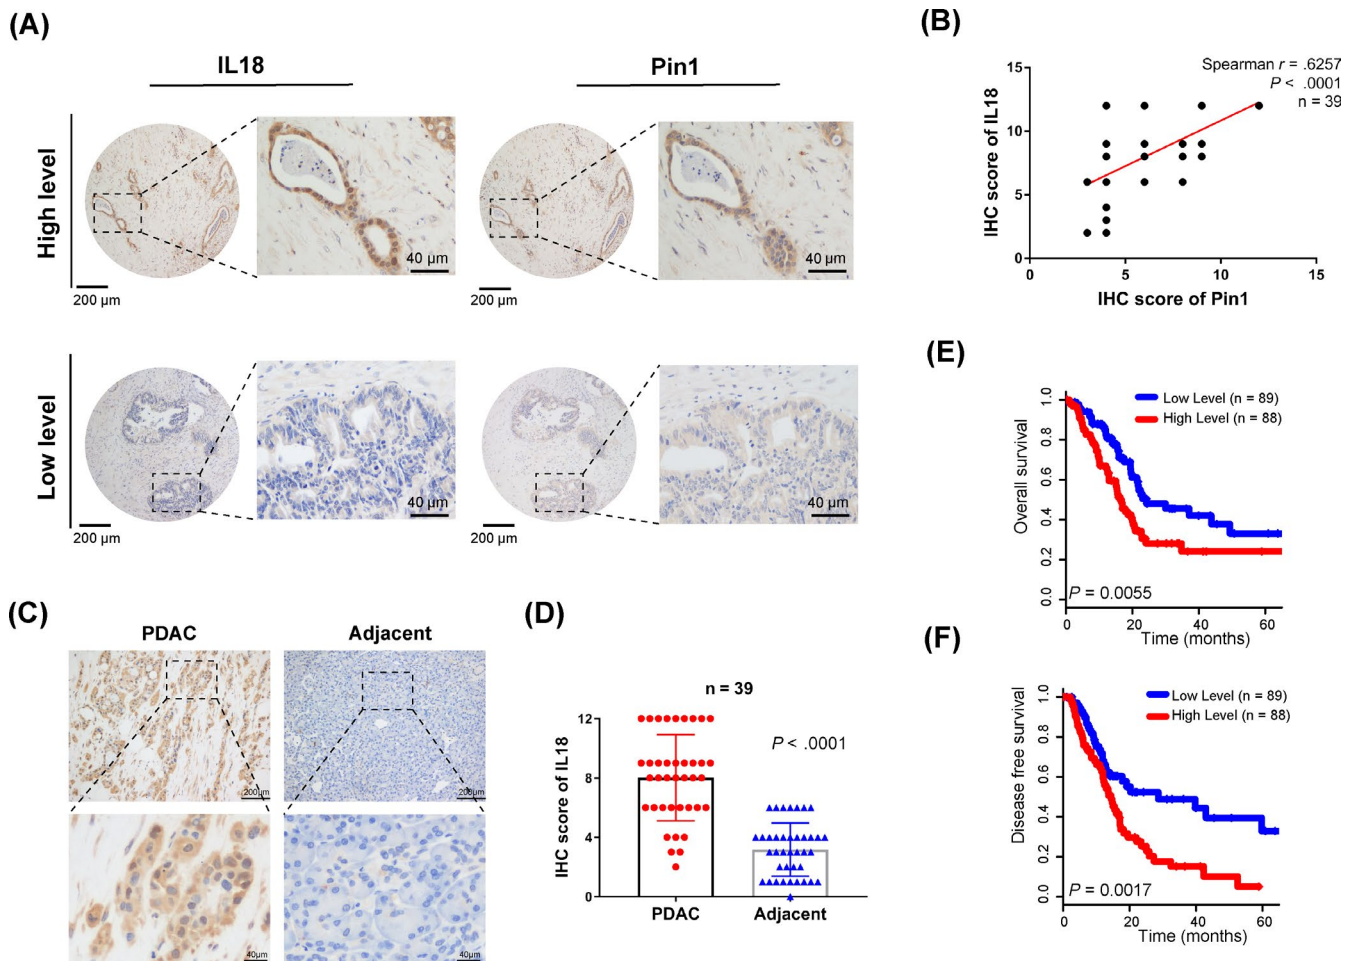 (A)
IL18
Pin1
High level
40 µm
200 µm
40 µm
200 µm
Low level
40 µm
200 µm
40 µm
200 µm
(B)
Spearman r = .6257
P < .0001
n = 39
IHC score of IL18
15
10
5
0
0
5
10
15
IHC score of Pin1
(C)
PDAC
Adjacent
200µm
200µm
40µm
40µm
(D)
n = 39
P < .0001
IHC score of IL18
12
8
4
0
PDAC
Adjacent
(E)
Low Level (n = 89)
High Level (n = 88)
Overall survival
1.0
0.8
0.6
0.4
0.2
0.0
P = 0.0055
0
20
40
60
Time (months)
(F)
Low Level (n = 89)
High Level (n = 88)
Disease free survival
1.0
0.8
0.6
0.4
0.2
0.0
P = 0.0017
0
20
40
60
Time (months)